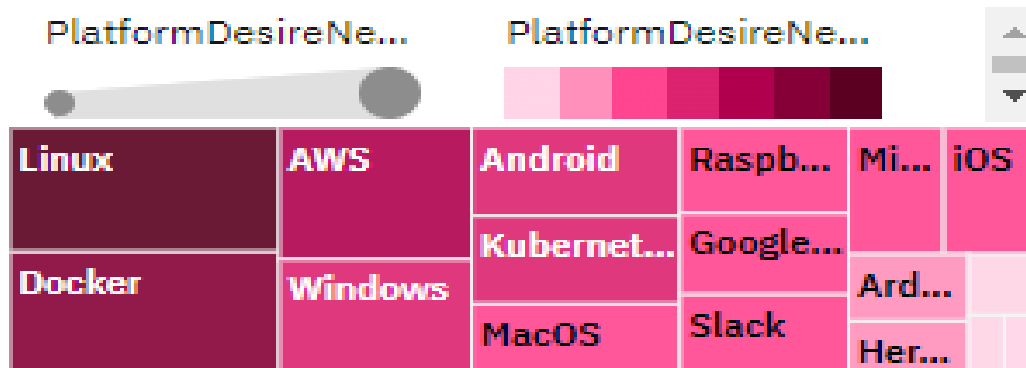 PlatformDesireNe...
PlatformDesireNe...
Linux
AWS
Android
Raspb...
Mi...
iOS
Kubernet...
Google...
Docker
Windows
Ard...
MacOS
Slack
Her...